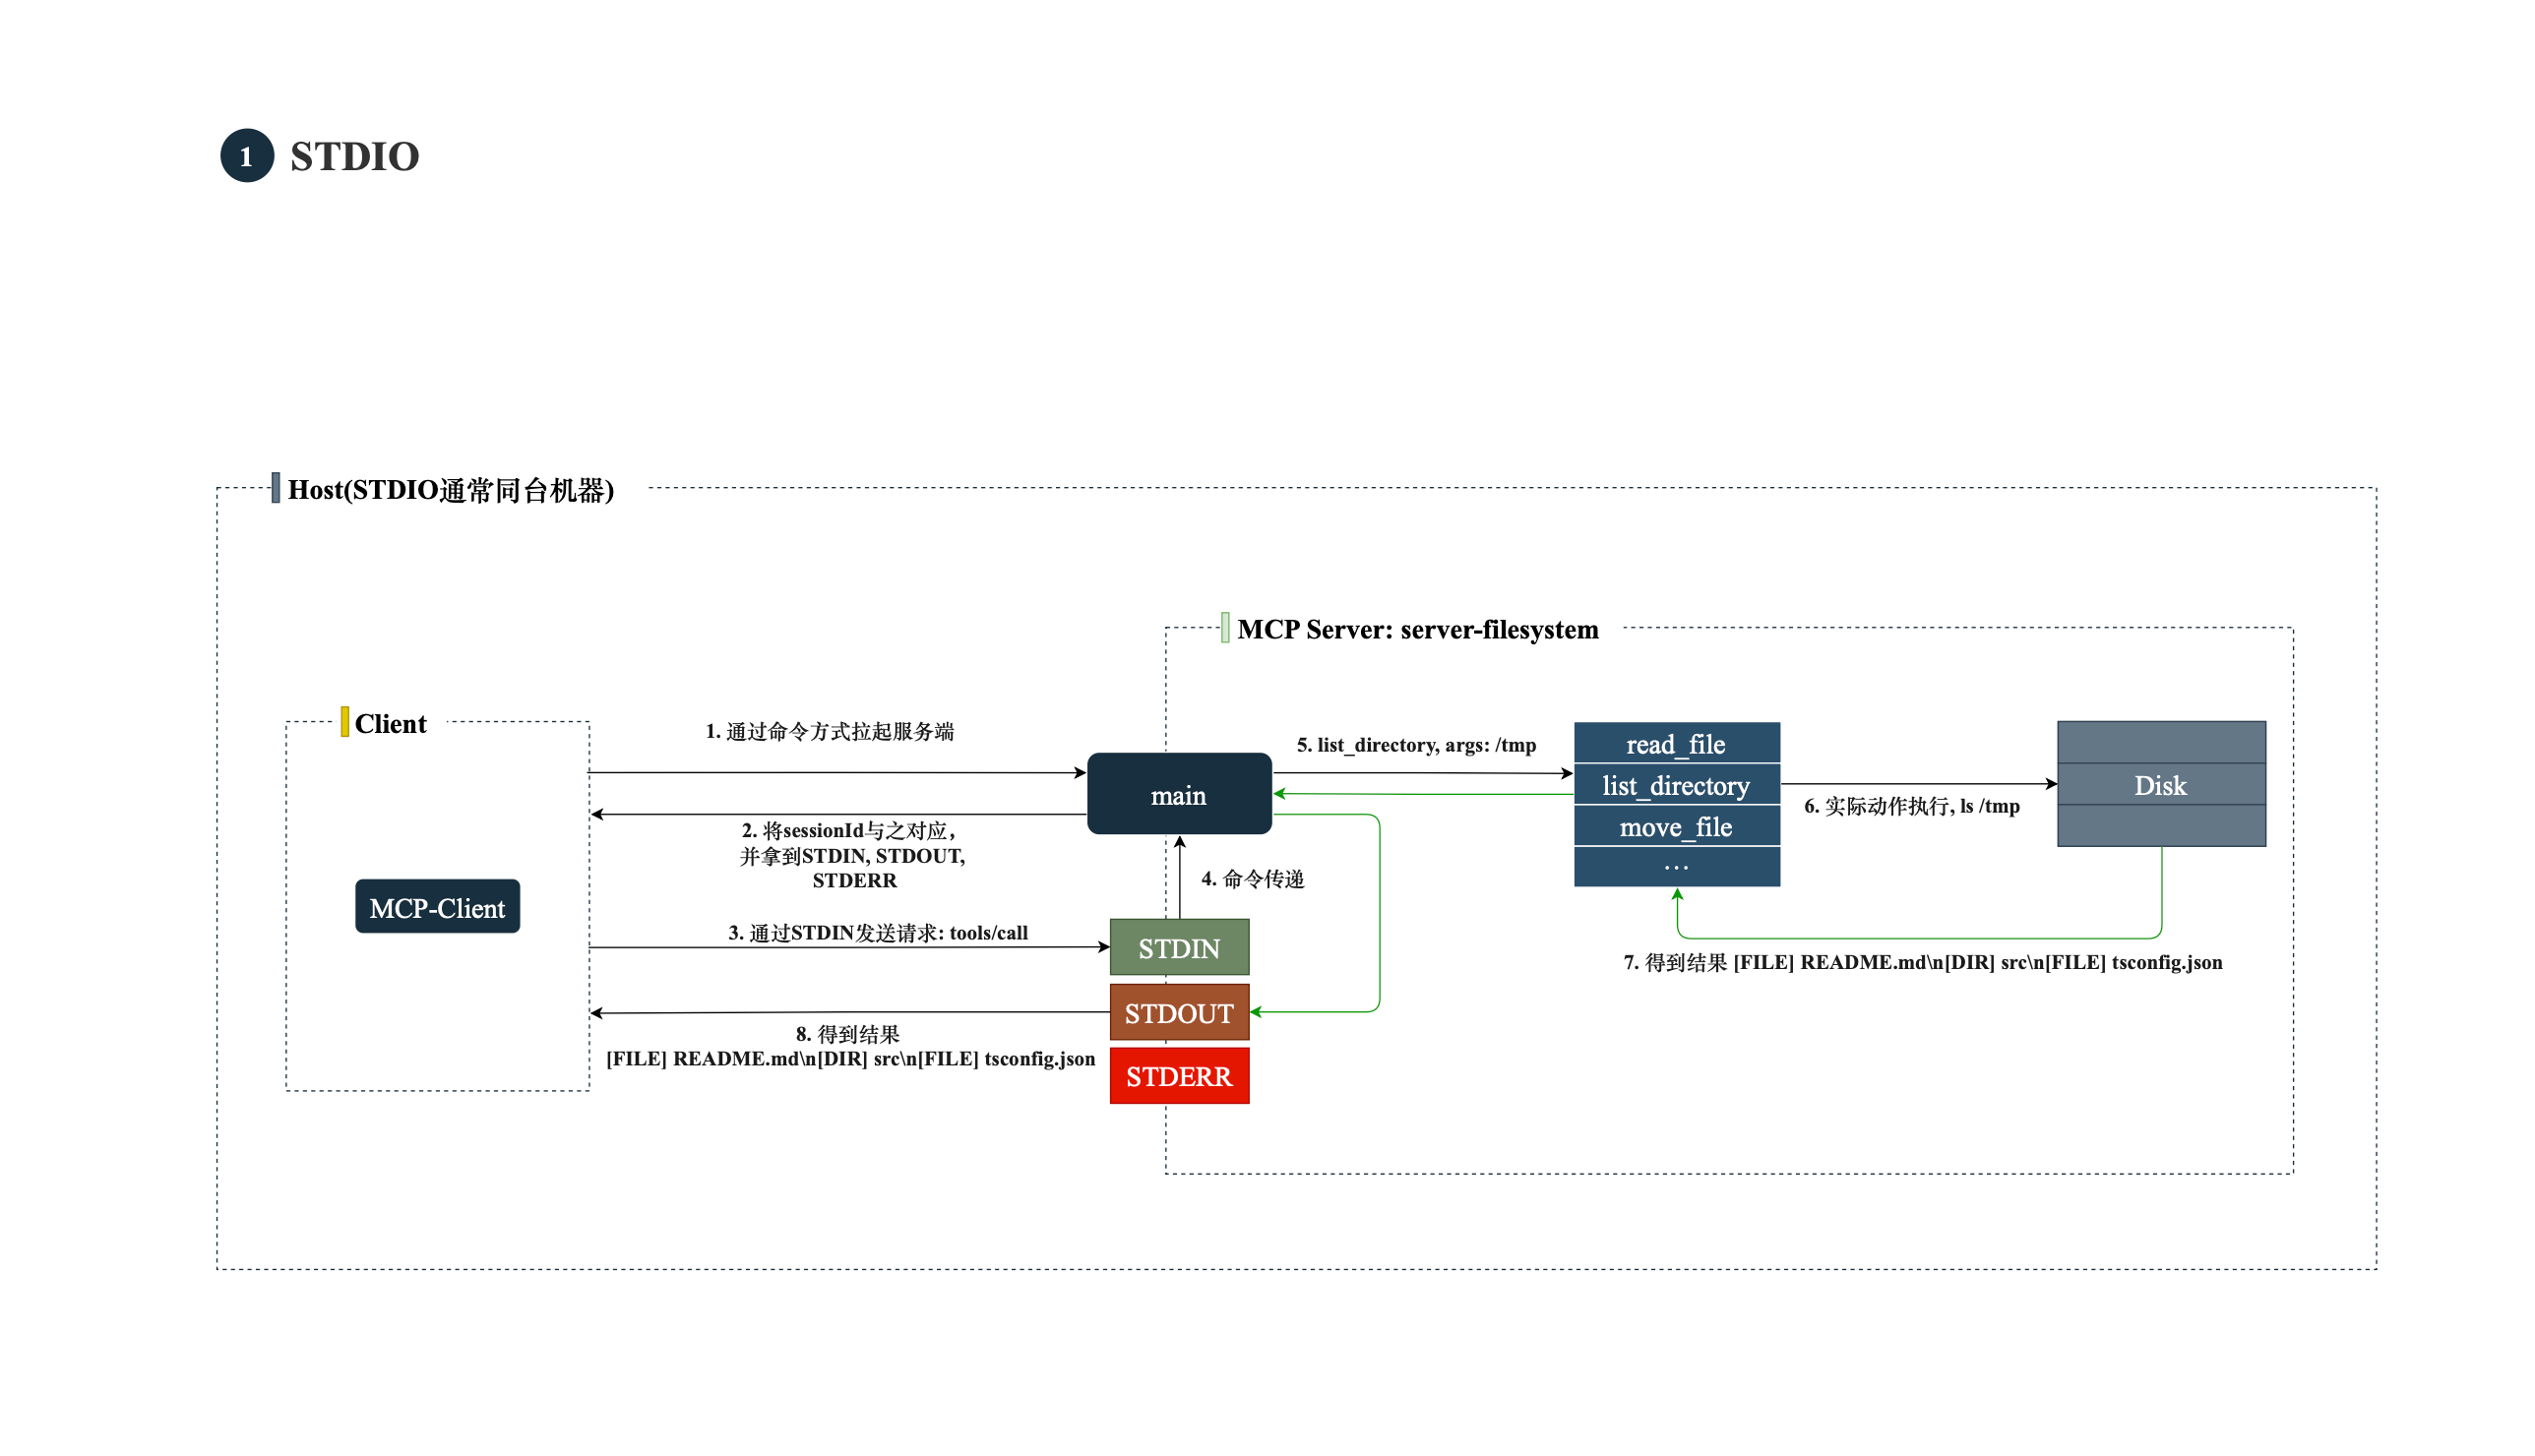 1 STDIO
Host(STDIO通常同台机器)
MCP Server: server-filesystem
Client
1. 通过命令方式拉起服务端
5. list_directory, args: /tmp
read_file
list_directory
move_file
...
Disk
main
6. 实际动作执行, ls /tmp
2. 将sessionId与之对应，
并拿到STDIN, STDOUT,
STDERR
4. 命令传递
MCP-Client
3. 通过STDIN发送请求: tools/call
STDIN
7. 得到结果 [FILE] README.md\n[DIR] src\n[FILE] tsconfig.json
STDOUT
8. 得到结果
[FILE] README.md\n[DIR] src\n[FILE] tsconfig.json
STDERR